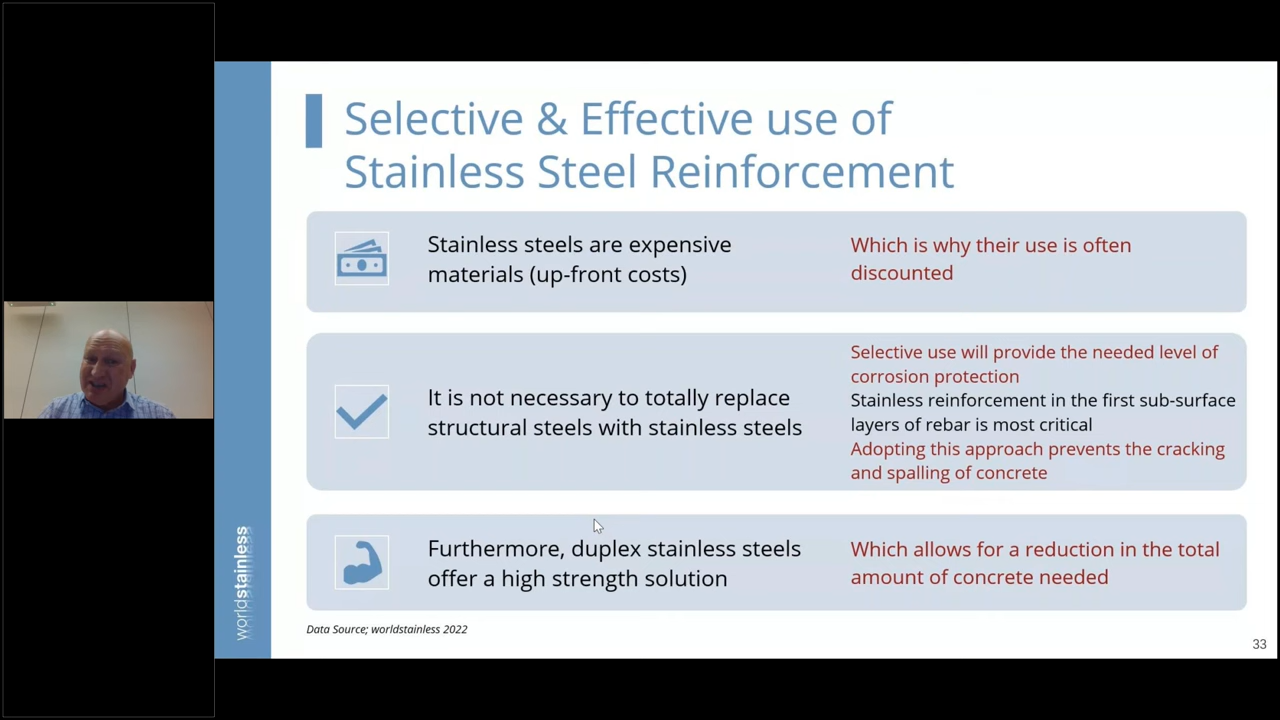 Selective & Effective use of
Stainless Steel Reinforcement
Stainless steels are expensive
materials (up-front costs)
Which is why their use is often
discounted
It is not necessary to totally replace
structural steels with stainless steels
Selective use will provide the needed level of
corrosion protection
Stainless reinforcement in the first sub-surface
layers of rebar is most critical
Adopting this approach prevents the cracking
and spalling of concrete
Furthermore, duplex stainless steels
offer a high strength solution
Which allows for a reduction in the total
amount of concrete needed
Data Source; worldstainless 2022
worldstainless
33